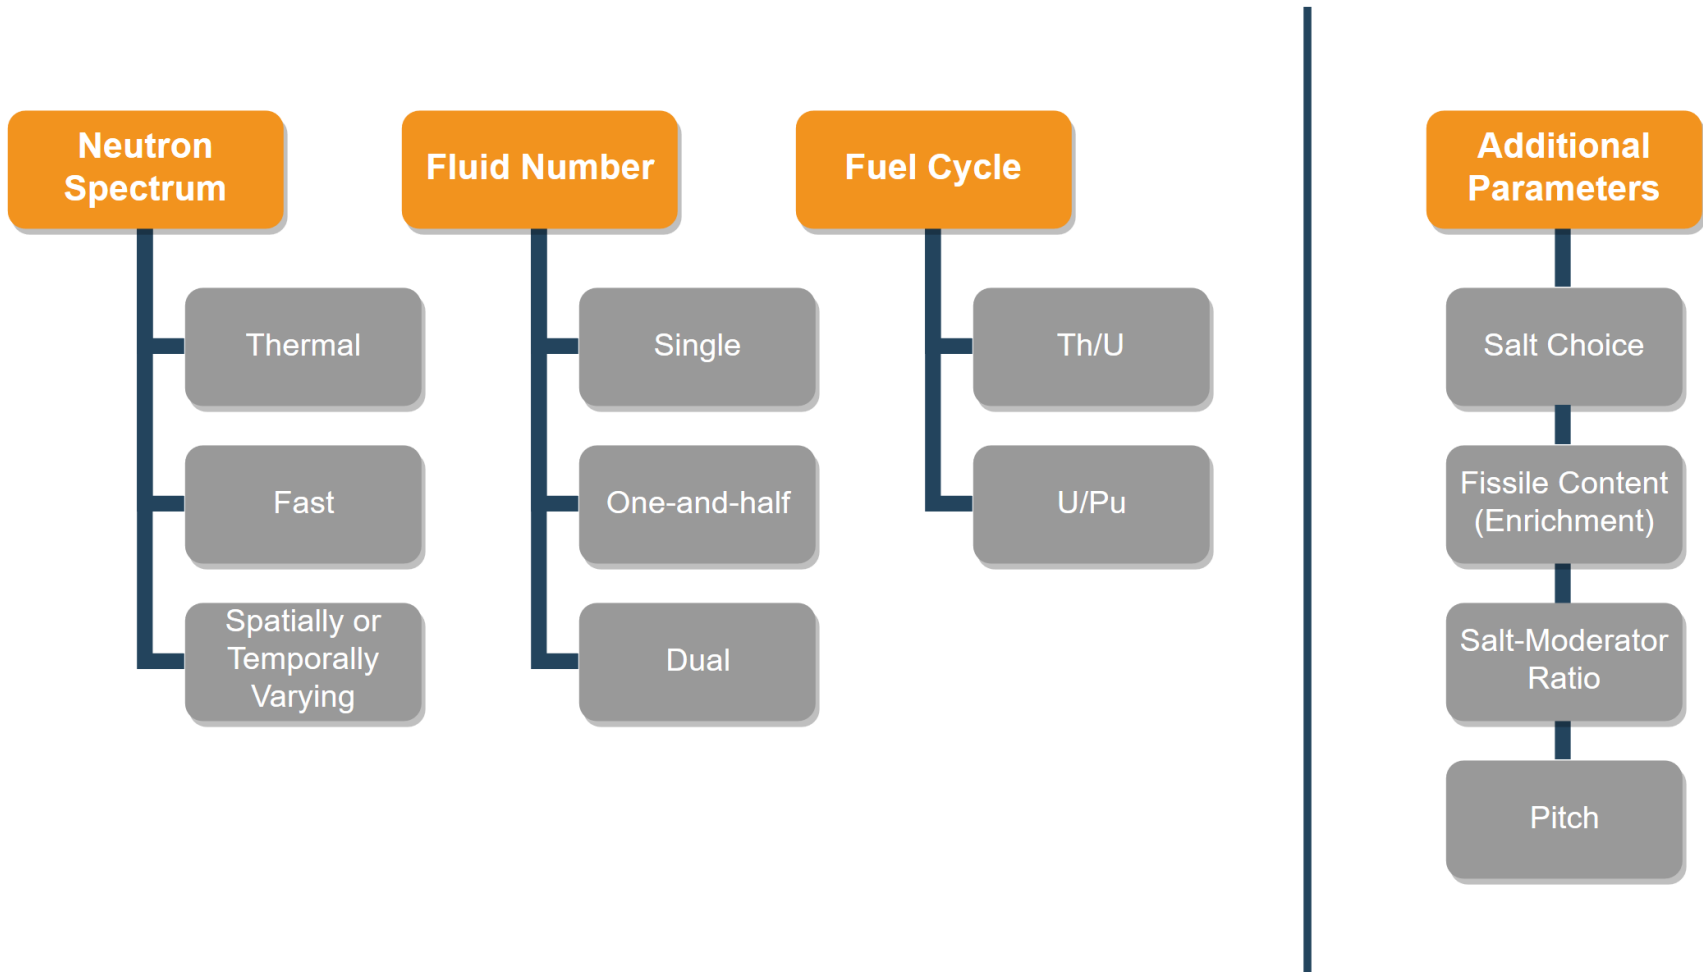 Neutron
Spectrum
Thermal
Fast
Spatially or
Temporally
Varying
Fluid Number
Single
One-and-half
Dual
Fuel Cycle
Th/U
U/Pu
Additional
Parameters
Salt Choice
Fissile Content
(Enrichment)
Salt-Moderator
Ratio
Pitch